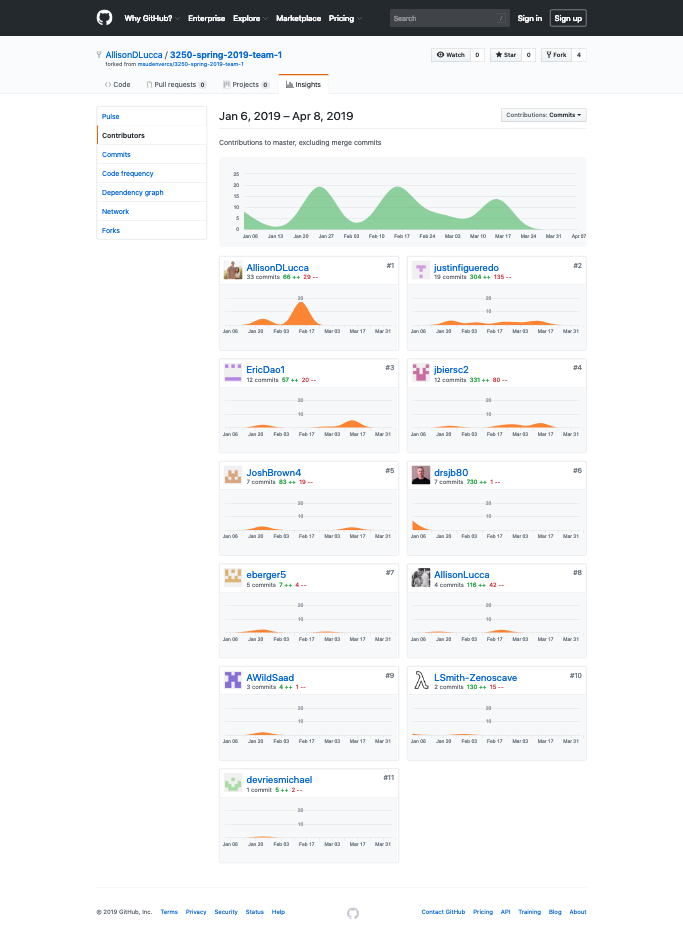 Why GitHub? Enterprise Explore Marketplace Pricing Search / Sign in Sign up
AllisonDLucca / 3250-spring-2019-team-1 Watch 0 Star 0 Fork 4
forked from msudenvercs/3250-spring-2019-team-1
Code Pull requests 0 Projects 0 Insights
Pulse
Contributors
Commits
Code frequency
Dependency graph
Network
Forks
Jan 6, 2019 – Apr 8, 2019 Contributions: Commits
Contributions to master, excluding merge commits
25
20
15
10
5
0
Jan 06 Jan 13 Jan 20 Jan 27 Feb 03 Feb 10 Feb 17 Feb 24 Mar 03 Mar 10 Mar 17 Mar 24 Mar 31 Apr 07
AllisonDLucca #1
33 commits 66 ++ 29 --
20
Jan 06 Jan 20 Feb 03 Feb 17 Mar 03 Mar 17 Mar 31
justinfigueredo #2
19 commits 304 ++ 135 --
20
10
Jan 06 Jan 20 Feb 03 Feb 17 Mar 03 Mar 17 Mar 31
EricDao1 #3
12 commits 57 ++ 20 --
20
10
Jan 06 Jan 20 Feb 03 Feb 17 Mar 03 Mar 17 Mar 31
jbiersc2 #4
12 commits 331 ++ 80 --
20
10
Jan 06 Jan 20 Feb 03 Feb 17 Mar 03 Mar 17 Mar 31
JoshBrown4 #5
7 commits 83 ++ 19 --
20
10
Jan 06 Jan 20 Feb 03 Feb 17 Mar 03 Mar 17 Mar 31
drsjb80 #6
7 commits 730 ++ 1 --
20
10
Jan 06 Jan 20 Feb 03 Feb 17 Mar 03 Mar 17 Mar 31
eberger5 #7
5 commits 7 ++ 4 --
20
10
Jan 06 Jan 20 Feb 03 Feb 17 Mar 03 Mar 17 Mar 31
AllisonLucca #8
4 commits 116 ++ 42 --
20
10
Jan 06 Jan 20 Feb 03 Feb 17 Mar 03 Mar 17 Mar 31
AWildSaad #9
3 commits 4 ++ 1 --
20
10
Jan 06 Jan 20 Feb 03 Feb 17 Mar 03 Mar 17 Mar 31
LSmith-Zenoscave #10
2 commits 130 ++ 15 --
20
10
Jan 06 Jan 20 Feb 03 Feb 17 Mar 03 Mar 17 Mar 31
devriesmichael #11
1 commit 5 ++ 2 --
20
10
Jan 06 Jan 20 Feb 03 Feb 17 Mar 03 Mar 17 Mar 31
© 2019 GitHub, Inc. Terms Privacy Security Status Help Contact GitHub Pricing API Training Blog About